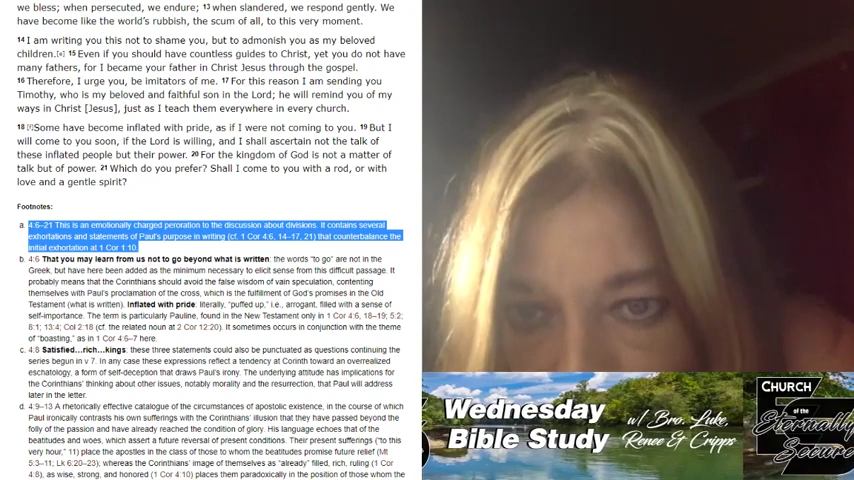 we bless; when persecuted, we endure; 13 when slandered, we respond gently. We
have become like the world's rubbish, the scum of all, to this very moment.
14 I am writing you this not to shame you, but to admonish you as my beloved
children.[e] 15 Even if you should have countless guides to Christ, yet you do not have
many fathers, for I became your father in Christ Jesus through the gospel.
16 Therefore, I urge you, be imitators of me. 17 For this reason I am sending you
Timothy, who is my beloved and faithful son in the Lord; he will remind you of my
ways in Christ [Jesus], just as I teach them everywhere in every church.
18 [f]Some have become inflated with pride, as if I were not coming to you. 19 But I
will come to you soon, if the Lord is willing, and I shall ascertain not the talk of
these inflated people but their power. 20 For the kingdom of God is not a matter of
talk but of power. 21 Which do you prefer? Shall I come to you with a rod, or with
love and a gentle spirit?
Footnotes:
a. 4:6–21 This is an emotionally charged peroration to the discussion about divisions. It contains several
exhortations and statements of Paul's purpose in writing (cf. 1 Cor 4:6, 14–17, 21) that counterbalance the
initial exhortation at 1 Cor 1:10.
b. 4:6 That you may learn from us not to go beyond what is written: the words "to go" are not in the
Greek, but have here been added as the minimum necessary to elicit sense from this difficult passage. It
probably means that the Corinthians should avoid the false wisdom of vain speculation, contenting
themselves with Paul's proclamation of the cross, which is the fulfillment of God's promises in the Old
Testament (what is written). Inflated with pride: literally, "puffed up," i.e., arrogant, filled with a sense of
self-importance. The term is particularly Pauline, found in the New Testament only in 1 Cor 4:6, 18–19; 5:2;
8:1; 13:4; Col 2:18 (cf. the related noun at 2 Cor 12:20). It sometimes occurs in conjunction with the theme
of "boasting," as in 1 Cor 4:6–7 here.
c. 4:8 Satisfied...rich...kings: these three statements could also be punctuated as questions continuing the
series begun in v 7. In any case these expressions reflect a tendency at Corinth toward an overrealized
eschatology, a form of self-deception that draws Paul's irony. The underlying attitude has implications for
the Corinthians' thinking about other issues, notably morality and the resurrection, that Paul will address
later in the letter.
d. 4:9–13 A rhetorically effective catalogue of the circumstances of apostolic existence, in the course of which
Paul ironically contrasts his own sufferings with the Corinthians' illusion that they have passed beyond the
folly of the passion and have already reached the condition of glory. His language echoes that of the
beatitudes and woes, which assert a future reversal of present conditions. Their present sufferings ("to this
very hour," 11) place the apostles in the class of those to whom the beatitudes promise future relief (Mt
5:3–11; Lk 6:20–23); whereas the Corinthians' image of themselves as "already" filled, rich, ruling (1 Cor
4:8), as wise, strong, and honored (1 Cor 4:10) places them paradoxically in the position of those whom the
Wednesday
Bible Study
w/ Bro. Luke,
Renee & Cripps
CHURCH
of the
Eternally
Secure